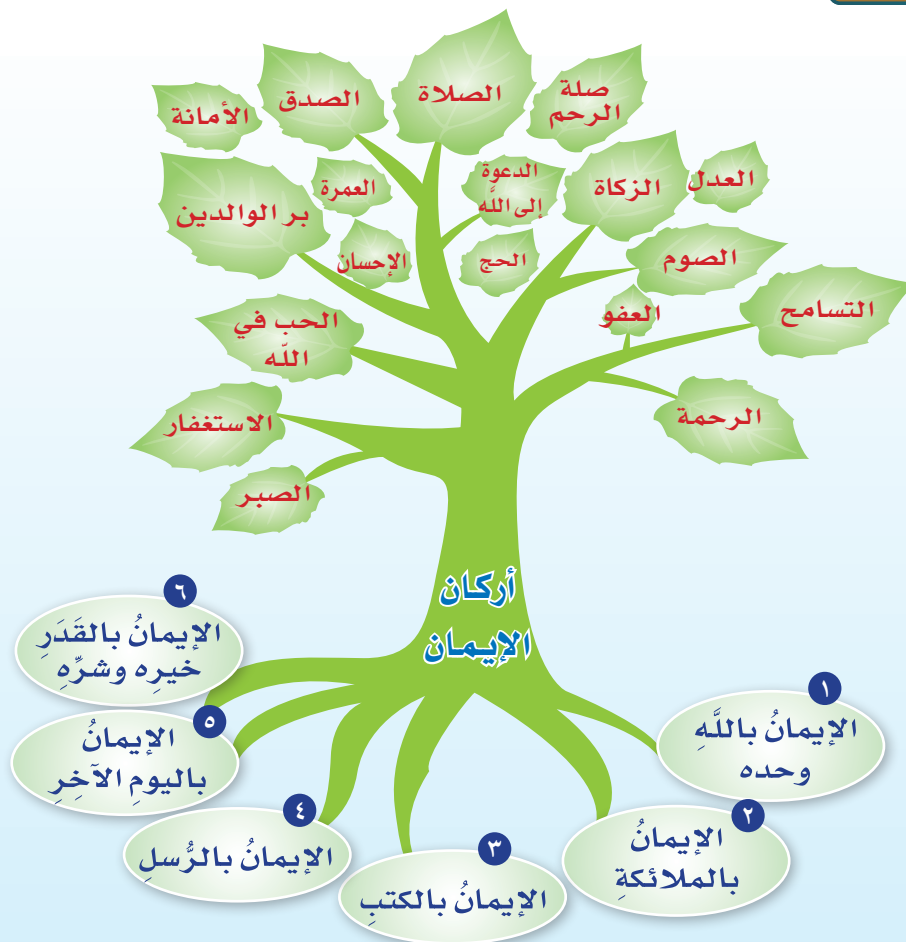 صلة
الرحم
الصلاة
الصدق
الأمانة
العدل
الزكاة
الدعوة
إلى اللَّه
العمرة
بر الوالدين
الصوم
الحج
الإحسان
التسامح
العفو
الحب في
اللّه
الرحمة
الاستغفار
الصبر
أركان
الإيمان
١
الإيمانُ باللَّهِ
وحده
٢
الإيمانُ
بالملائكةِ
٣
الإيمانُ بالكتبِ
٤
الإيمانُ بالرُّسلِ
٥
الإيمانُ
باليومِ الآخِرِ
٦
الإيمانُ بالقَدَرِ
خيرِه وشرِّهِ